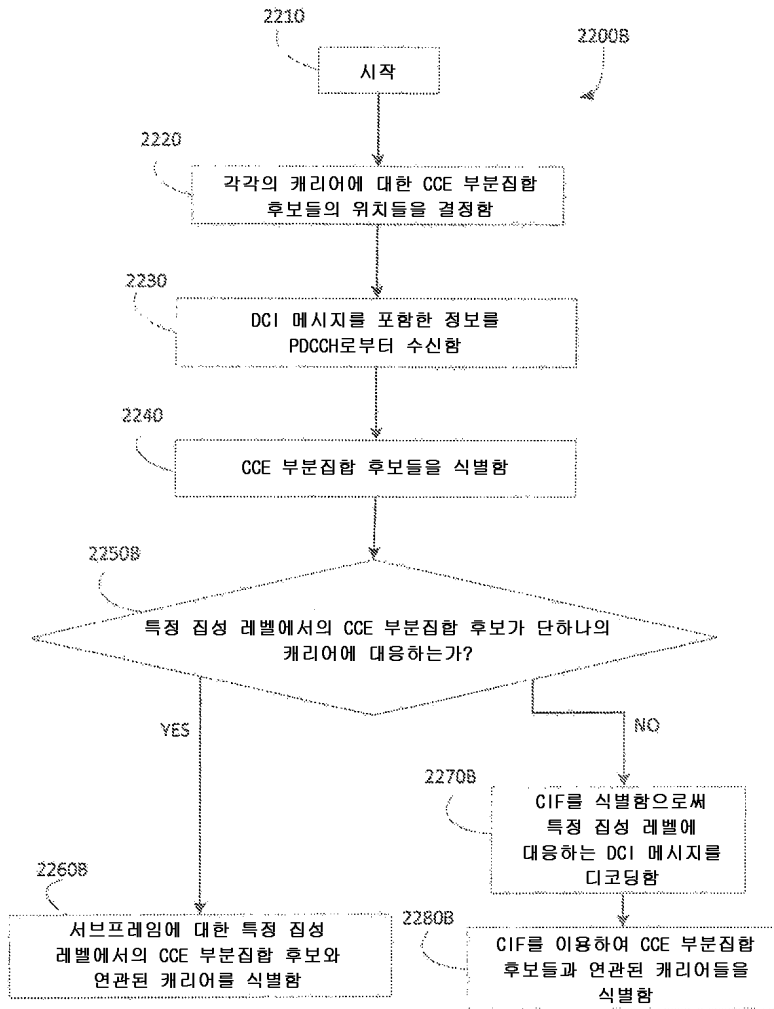 2210
2200B
시작
2220
각각의 캐리어에 대한 CCE 부분집합
후보들의 위치들을 결정함
2230
DCI 메시지를 포함한 정보를
PDCCH로부터 수신함
2240
CCE 부분집합 후보들을 식별함
2250B
특정 집성 레벨에서의 CCE 부분집합 후보가 단하나의
캐리어에 대응하는가?
YES
NO
2270B
CIF를 식별함으로써
특정 집성 레벨에
대응하는 DCI 메시지를
디코딩함
2260B
서브프레임에 대한 특정 집성
레벨에서의 CCE 부분집합 후보와
연관된 캐리어를 식별함
2280B
CIF를 이용하여 CCE 부분집합
후보들과 연관된 캐리어들을
식별함